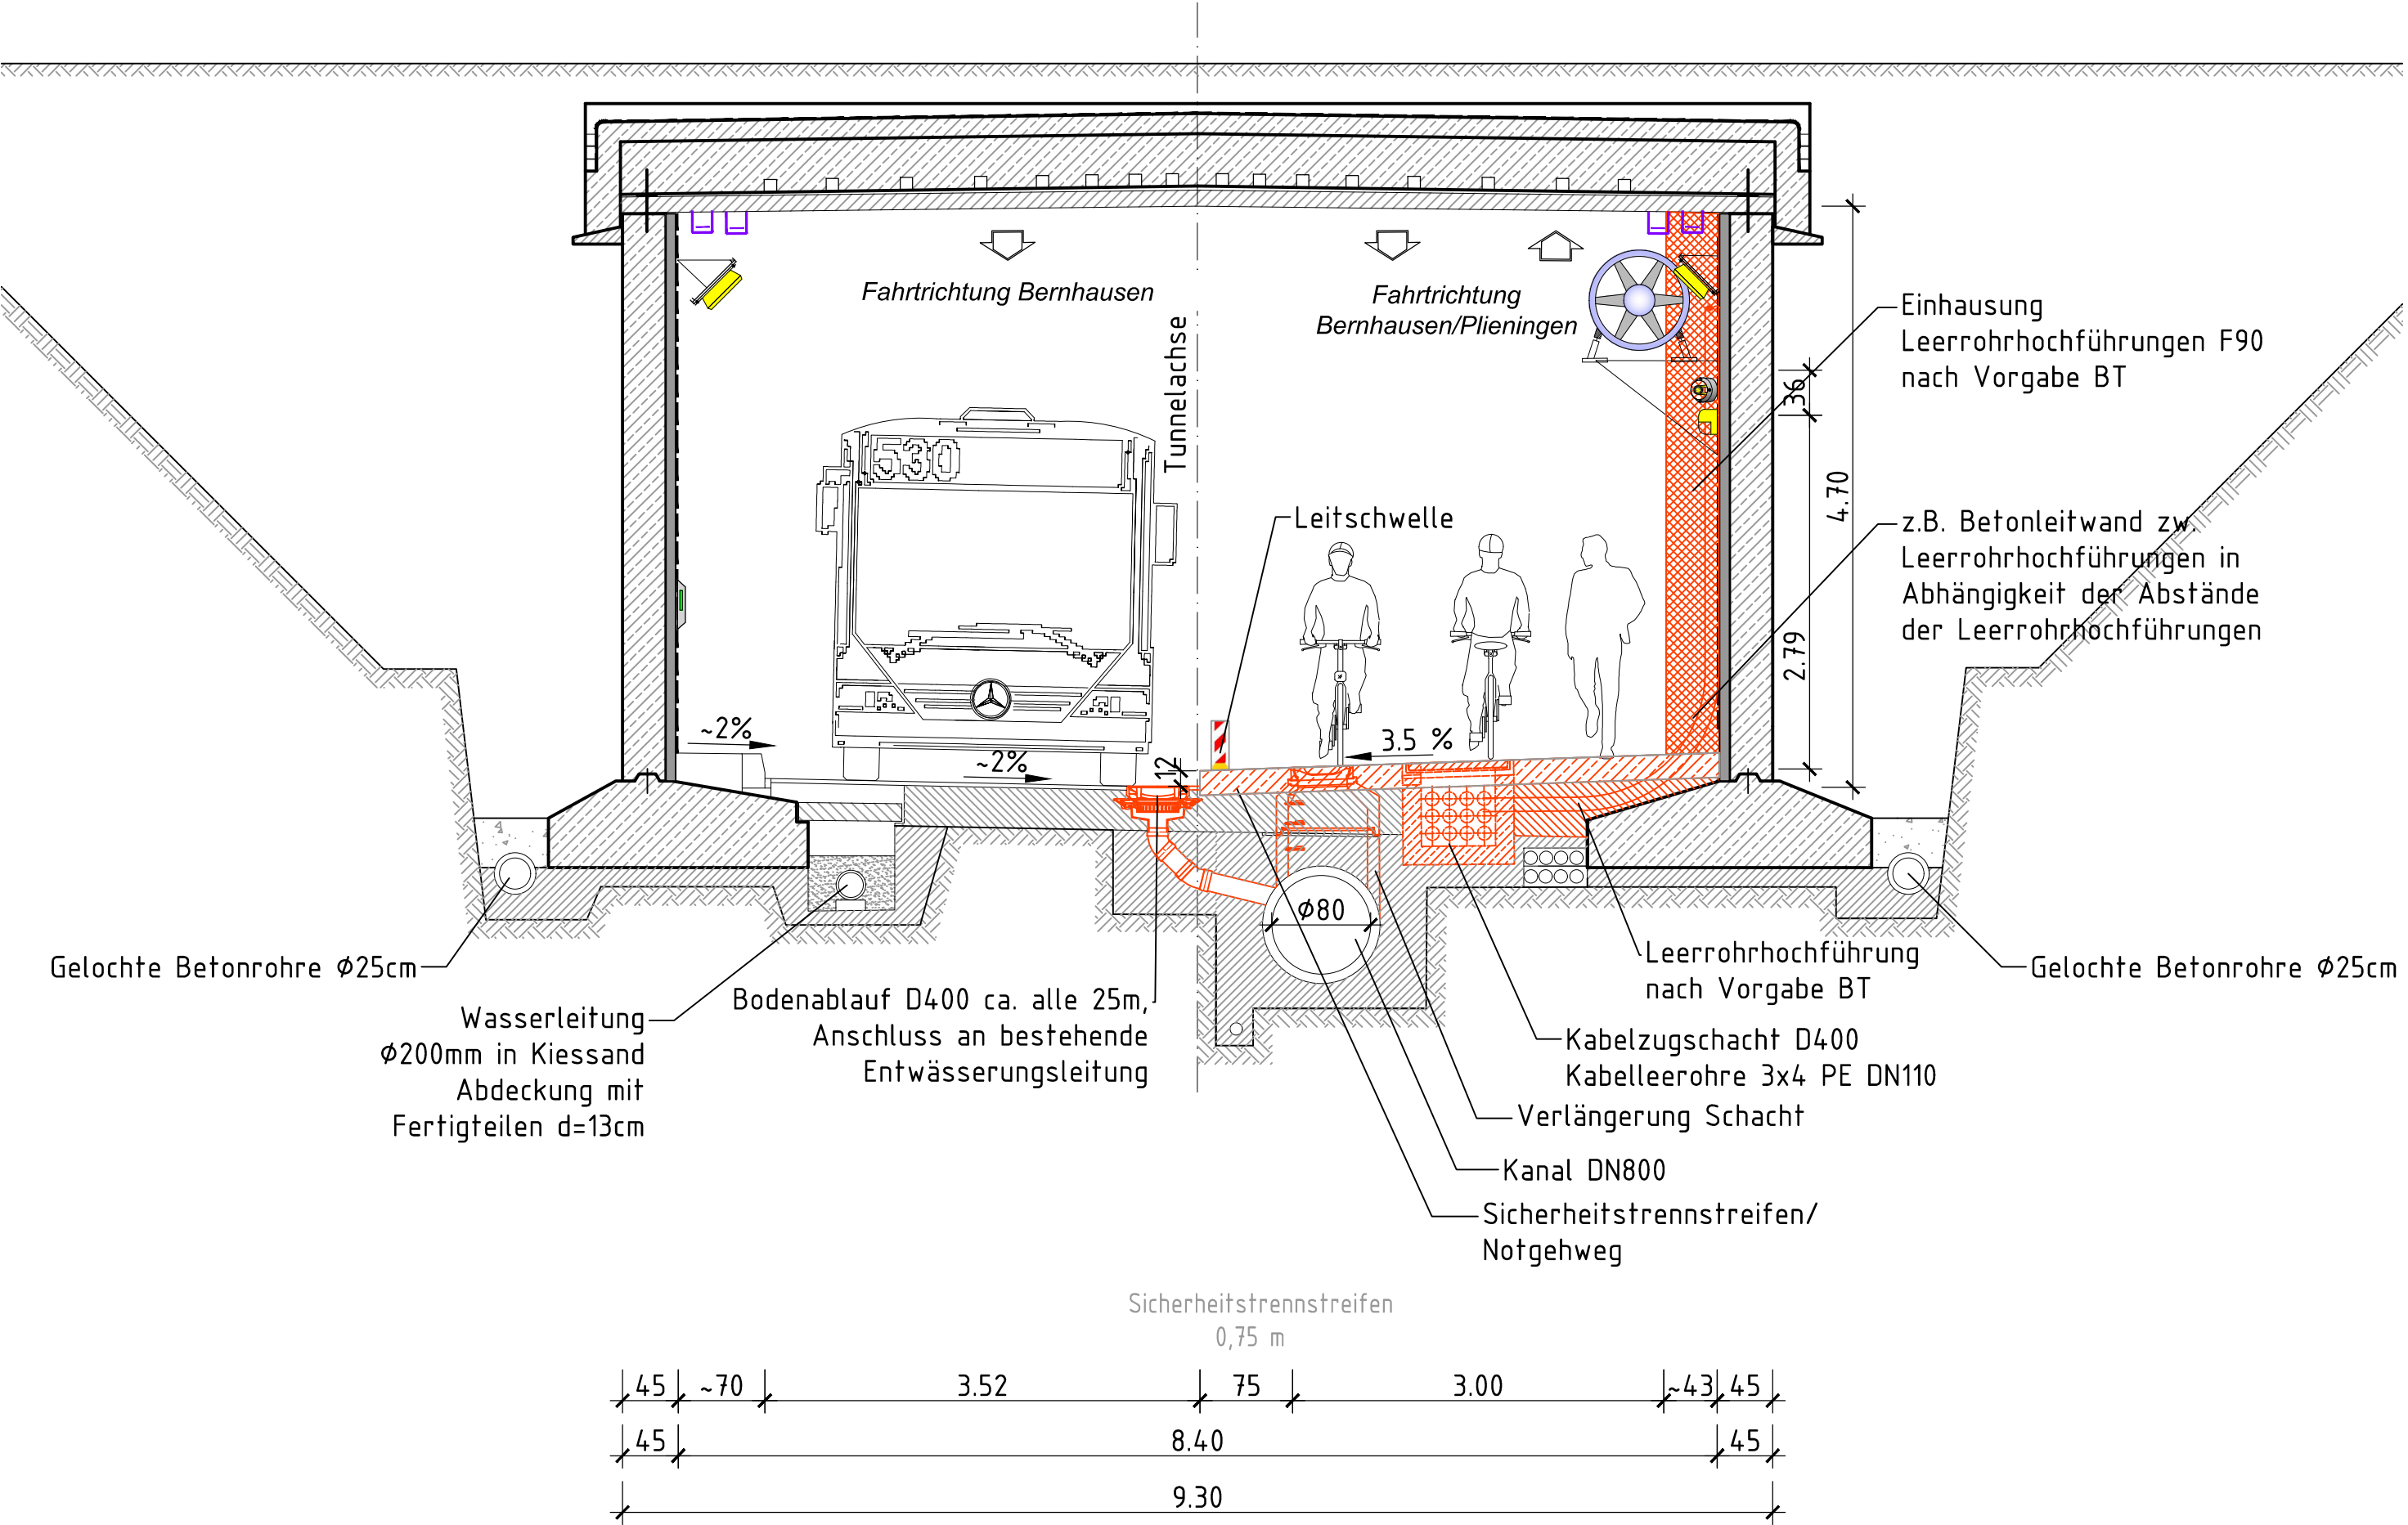 Fahrtrichtung Bernhausen
Fahrtrichtung
Bernhausen/Plieningen
Tunnelachse
Einhausung
Leerrohrhochführungen F90
nach Vorgabe BT
36
4.70
2.79
530
Leitschwelle
z.B. Betonleitwand zw.
Leerrohrhochführungen in
Abhängigkeit der Abstände
der Leerrohrhochführungen
~2%
~2%
12
3.5 %
Ø80
Gelochte Betonrohre Ø25cm
Wasserleitung
Ø200mm in Kiessand
Abdeckung mit
Fertigteilen d=13cm
Bodenablauf D400 ca. alle 25m,
Anschluss an bestehende
Entwässerungsleitung
Leerrohrhochführung
nach Vorgabe BT
Gelochte Betonrohre Ø25cm
Kabelzugschacht D400
Kabelleerohre 3x4 PE DN110
Verlängerung Schacht
Kanal DN800
Sicherheitstrennstreifen/
Notgehweg
Sicherheitstrennstreifen
0,75 m
45 ~70 3.52 75 3.00 ~43 45
45 8.40 45
9.30